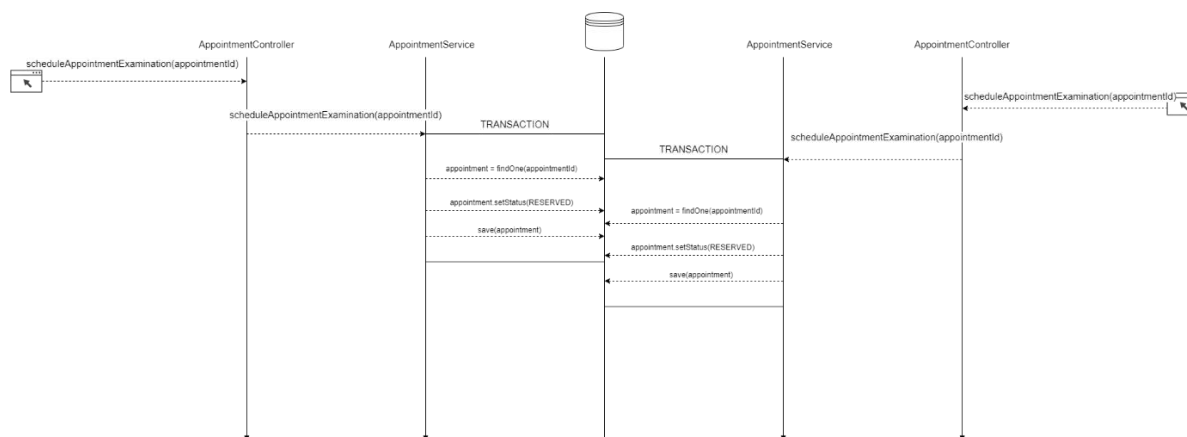 AppointmentController
AppointmentService
AppointmentService
AppointmentController
scheduleAppointmentExamination(appointmentId)
scheduleAppointmentExamination(appointmentId)
scheduleAppointmentExamination(appointmentId)
TRANSACTION
scheduleAppointmentExamination(appointmentId)
TRANSACTION
appointment = findOne(appointmentId)
appointment.setStatus(RESERVED)
appointment = findOne(appointmentId)
save(appointment)
appointment.setStatus(RESERVED)
save(appointment)